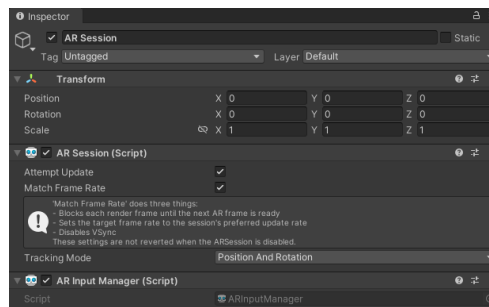 Inspector
AR Session Static
Tag Untagged Layer Default
Transform
Position X 0 Y 0 Z 0
Rotation X 0 Y 0 Z 0
Scale X 1 Y 1 Z 1
AR Session (Script)
Attempt Update
Match Frame Rate
'Match Frame Rate' does three things:
- Blocks each render frame until the next AR frame is ready
- Sets the target frame rate to the session's preferred update rate
- Disables VSync
These settings are not reverted when the ARSession is disabled.
Tracking Mode Position And Rotation
AR Input Manager (Script)
Script ARInputManager